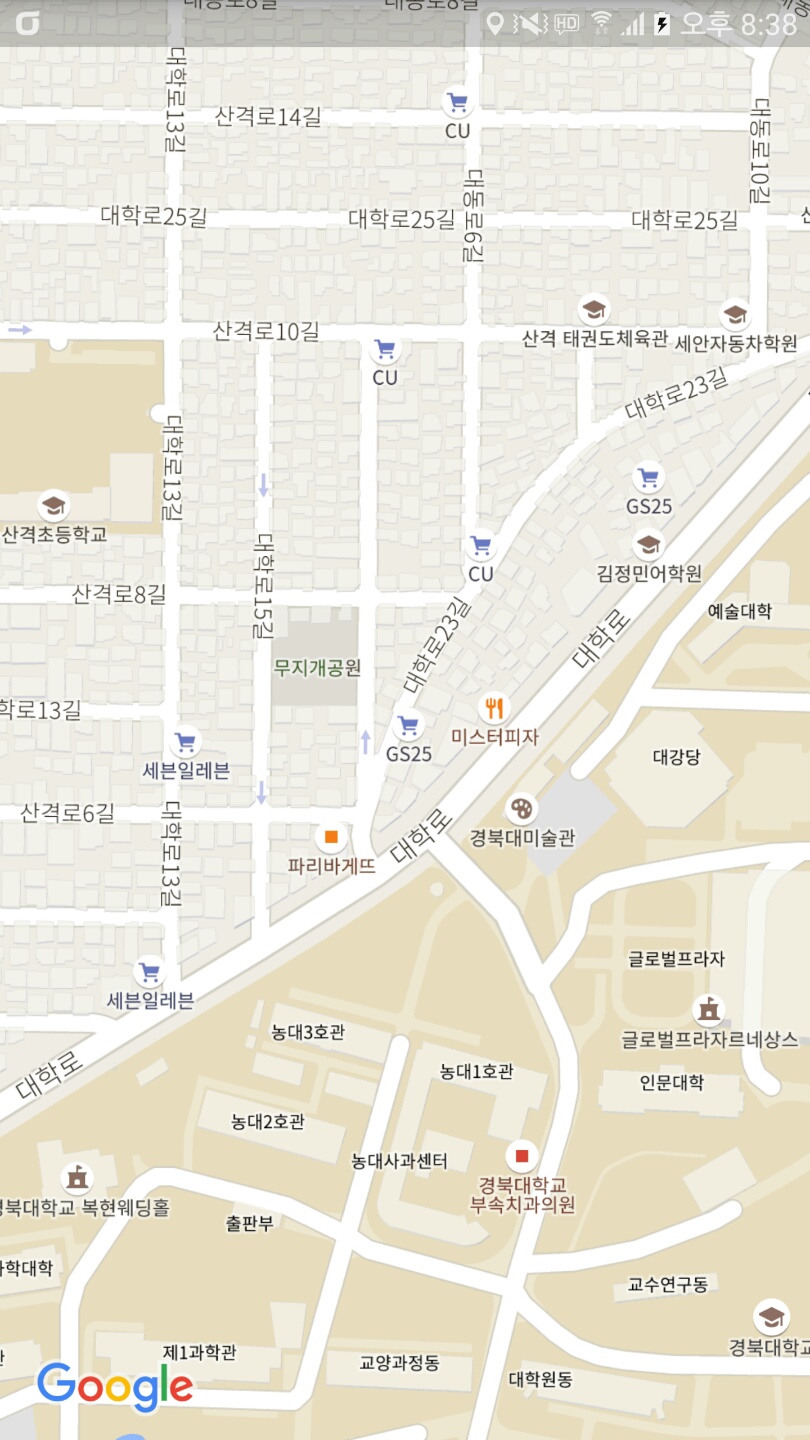 대동로8길
대동로8길
HD
오후 8:38
대학로13길
산격로14길
CU
대동로10길
대학로25길
대학로25길
대동로6길
대학로25길
산격로10길
산격 태권도체육관
세안자동차학원
CU
대학로23길
대학로13길
GS25
산격초등학교
CU
김정민어학원
대학로15길
산격로8길
예술대학
대학로23길
대학로
무지개공원
학로13길
미스터피자
GS25
대강당
세븐일레븐
산격로6길
대학로13길
대학로
경북대미술관
파리바게뜨
글로벌프라자
세븐일레븐
농대3호관
글로벌프라자르네상스
대학로
농대1호관
인문대학
농대2호관
농대사과센터
경북대학교
부속치과의원
경북대학교 복현웨딩홀
출판부
학대학
교수연구동
경북대학교
제1과학관
교양과정동
대학원동
Google